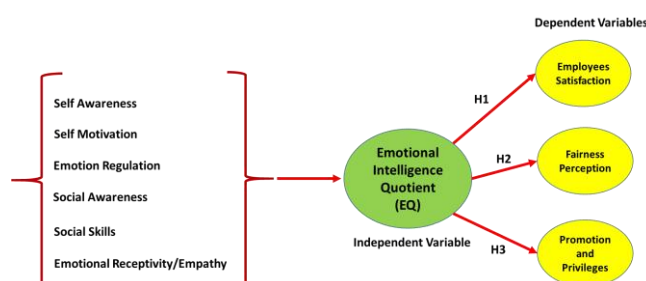 Dependent Variables
Self Awareness
Self Motivation
Emotion Regulation
Social Awareness
Social Skills
Emotional Receptivity/Empathy
Emotional
Intelligence
Quotient
(EQ)
Independent Variable
H1
Employees
Satisfaction
H2
Fairness
Perception
H3
Promotion
and
Privileges